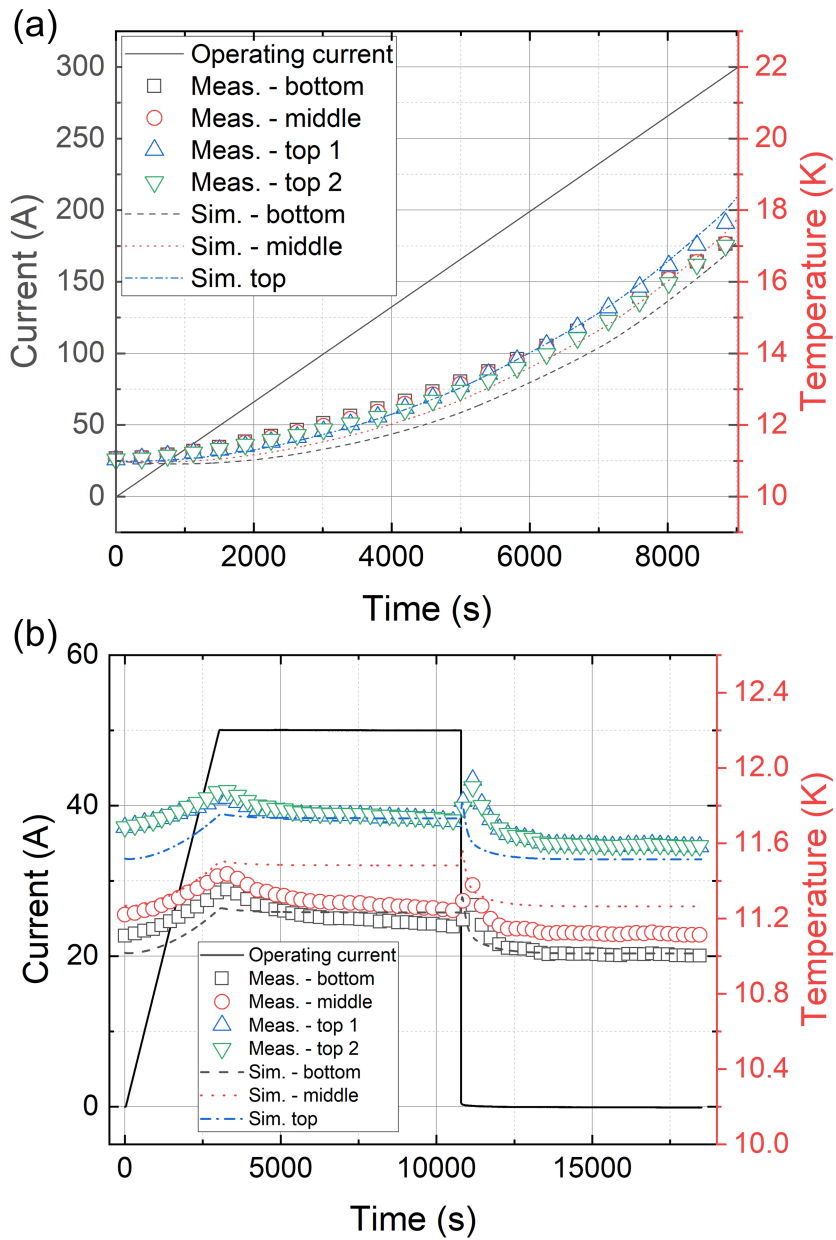 (a)
Operating current
Meas. - bottom
Meas. - middle
Meas. - top 1
Meas. - top 2
Sim. - bottom
Sim. - middle
Sim. top
300
250
200
150
100
50
0
Current (A)
22
20
18
16
14
12
10
Temperature (K)
0 2000 4000 6000 8000
Time (s)
(b)
60
40
20
0
Current (A)
12.4
12.0
11.6
11.2
10.8
10.4
10.0
Temperature (K)
Operating current
Meas. - bottom
Meas. - middle
Meas. - top 1
Meas. - top 2
Sim. - bottom
Sim. - middle
Sim. top
0 5000 10000 15000
Time (s)